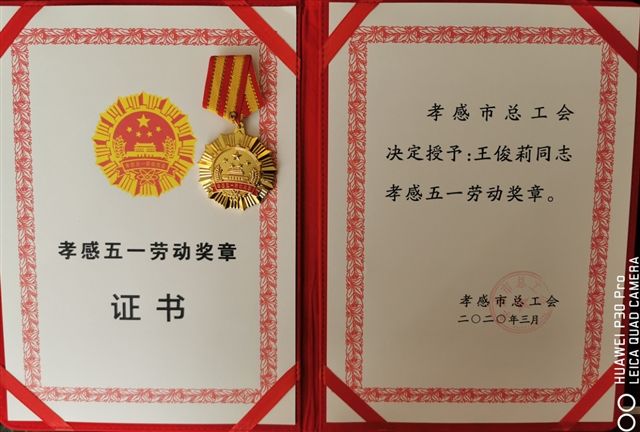 孝感五一劳动奖章
证书
孝感市总工会
决定授予：王俊莉同志
孝感五一劳动奖章。
孝感市总工会
二〇二〇年三月
HUAWEI P30 Pro
LEICA QUAD CAMERA